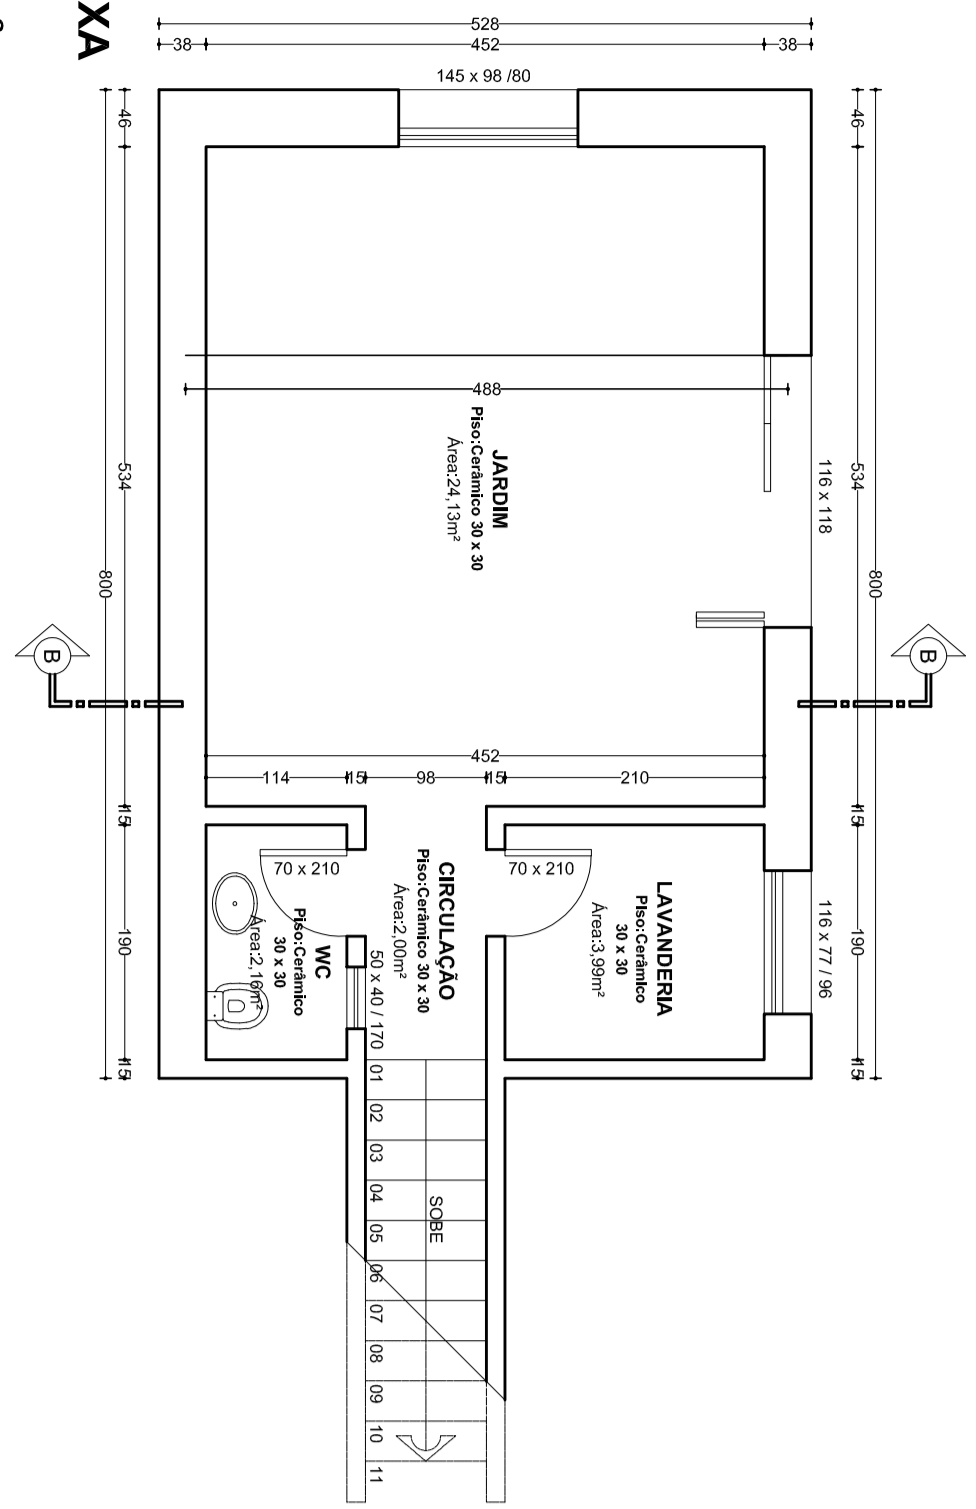 XA
528
38
452
38
145 x 98 /80
46
534
800
15
190
15
46
534
800
15
190
15
488
JARDIM
Piso:Cerâmico 30 x 30
Área:24,13m²
116 x 118
B
B
452
114
15
98
15
210
70 x 210
70 x 210
CIRCULAÇÃO
Piso:Cerâmico 30 x 30
Área:2,00m²
LAVANDERIA
Piso:Cerâmico
30 x 30
Área:3,99m²
116 x 77 / 96
WC
Piso:Cerâmico
30 x 30
Área:2,16m²
50 x 40 / 170
SOBE
01
02
03
04
05
06
07
08
09
10
11